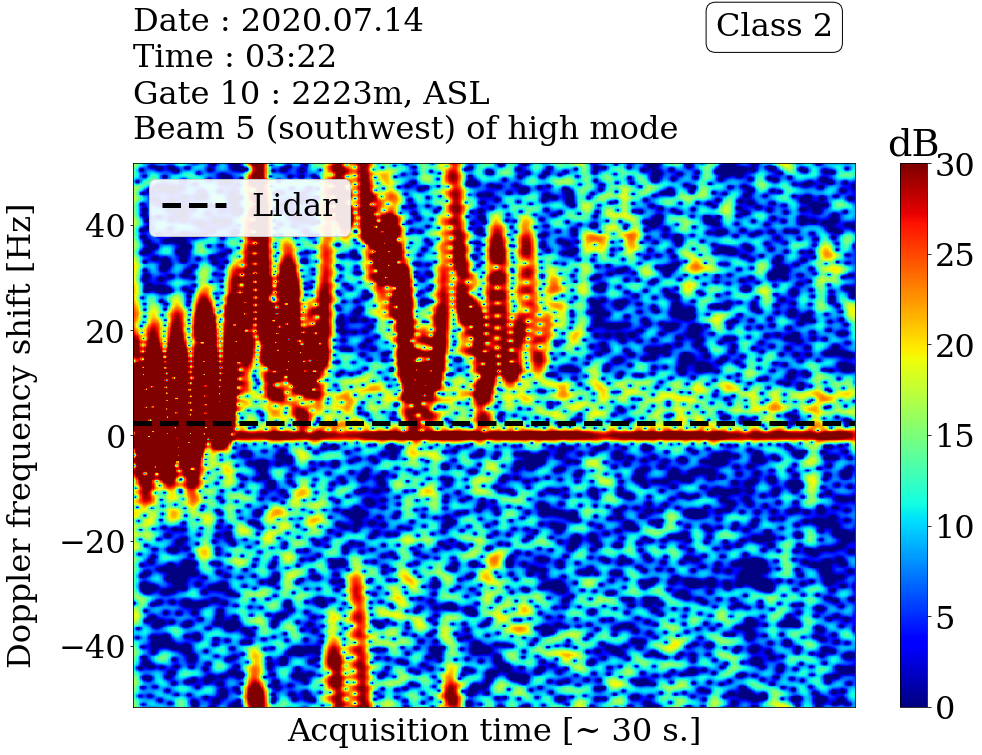 Date : 2020.07.14
Time : 03:22
Gate 10 : 2223m, ASL
Beam 5 (southwest) of high mode
Class 2
dB
Lidar
Doppler frequency shift [Hz]
40
20
0
−20
−40
30
25
20
15
10
5
0
Acquisition time [~ 30 s.]